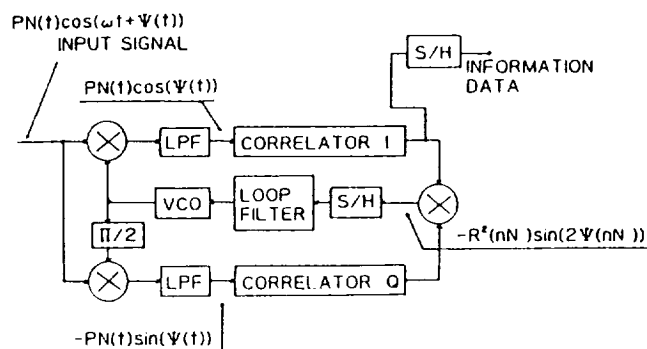 PN(t)cos(ωt+Ψ(t))
INPUT SIGNAL
PN(t)cos(Ψ(t))
S/H
INFORMATION
DATA
LPF
CORRELATOR I
VCO
LOOP
FILTER
S/H
Π/2
-R²(nN)sin(2Ψ(nN))
LPF
CORRELATOR Q
-PN(t)sin(Ψ(t))